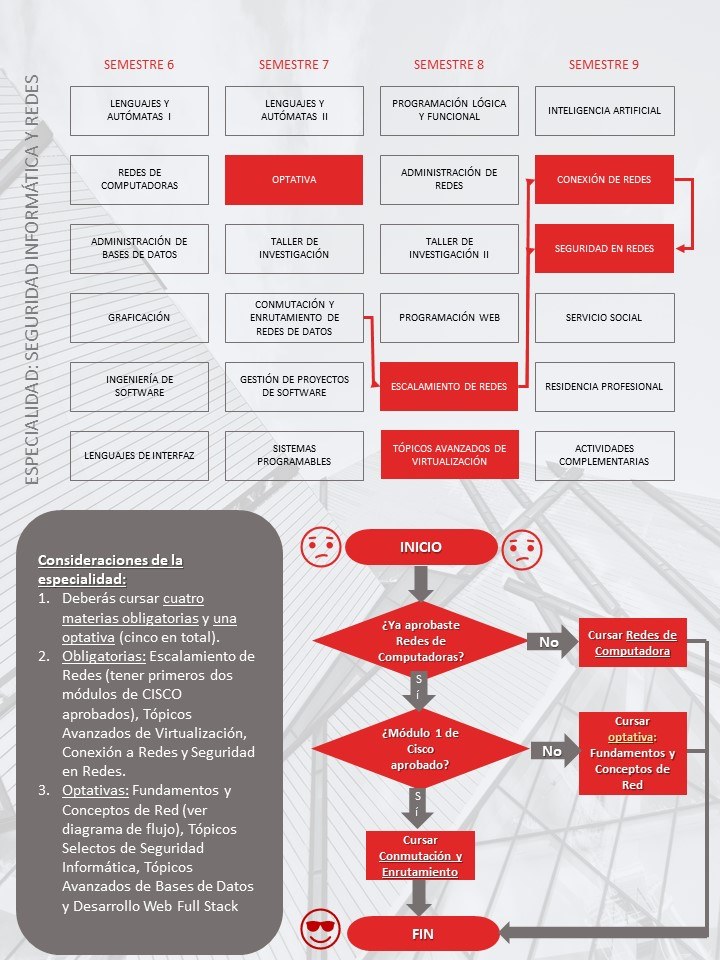 ESPECIALIDAD: SEGURIDAD INFORMÁTICA Y REDES
SEMESTRE 6
SEMESTRE 7
SEMESTRE 8
SEMESTRE 9
LENGUAJES Y
AUTÓMATAS I
LENGUAJES Y
AUTÓMATAS II
PROGRAMACIÓN LÓGICA
Y FUNCIONAL
INTELIGENCIA ARTIFICIAL
REDES DE
COMPUTADORAS
OPTATIVA
ADMINISTRACIÓN DE
REDES
CONEXIÓN DE REDES
ADMINISTRACIÓN DE
BASES DE DATOS
TALLER DE
INVESTIGACIÓN
TALLER DE
INVESTIGACIÓN II
SEGURIDAD EN REDES
GRAFICACIÓN
CONMUTACIÓN Y
ENRUTAMIENTO DE
REDES DE DATOS
PROGRAMACIÓN WEB
SERVICIO SOCIAL
INGENIERÍA DE
SOFTWARE
GESTIÓN DE PROYECTOS
DE SOFTWARE
ESCALAMIENTO DE REDES
RESIDENCIA PROFESIONAL
LENGUAJES DE INTERFAZ
SISTEMAS
PROGRAMABLES
TÓPICOS AVANZADOS DE
VIRTUALIZACIÓN
ACTIVIDADES
COMPLEMENTARIAS
Consideraciones de la
especialidad:
1. Deberás cursar cuatro
materias obligatorias y una
optativa (cinco en total).
2. Obligatorias: Escalamiento de
Redes (tener primeros dos
módulos de CISCO
aprobados), Tópicos
Avanzados de Virtualización,
Conexión a Redes y Seguridad
en Redes.
3. Optativas: Fundamentos y
Conceptos de Red (ver
diagrama de flujo), Tópicos
Selectos de Seguridad
Informática, Tópicos
Avanzados de Bases de Datos
y Desarrollo Web Full Stack
INICIO
¿Ya aprobaste
Redes de
Computadoras?
No
Cursar Redes de
Computadora
S
í
¿Módulo 1 de
Cisco
aprobado?
No
Cursar
optativa:
Fundamentos y
Conceptos de
Red
S
í
Cursar
Conmutación y
Enrutamiento
FIN